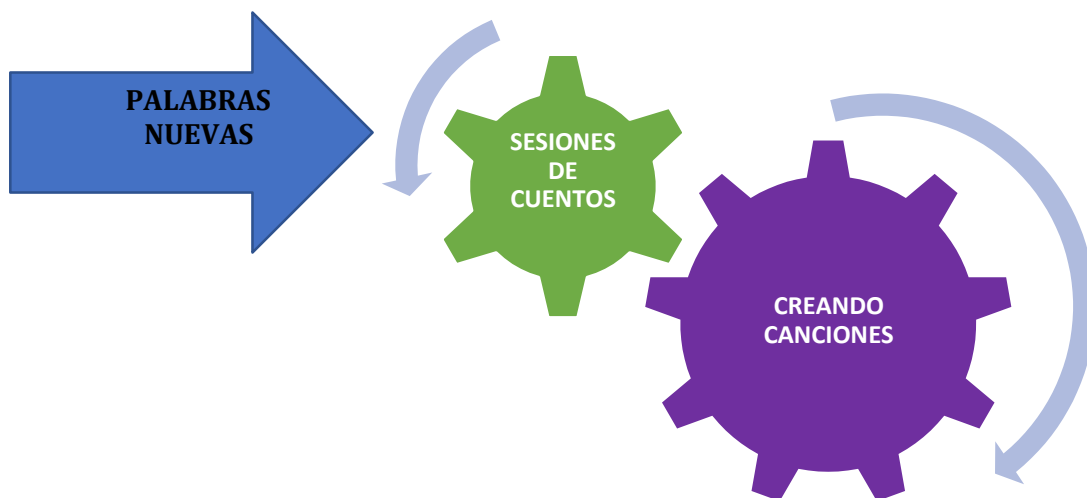 PALABRAS
NUEVAS
SESIONES
DE
CUENTOS
CREANDO
CANCIONES